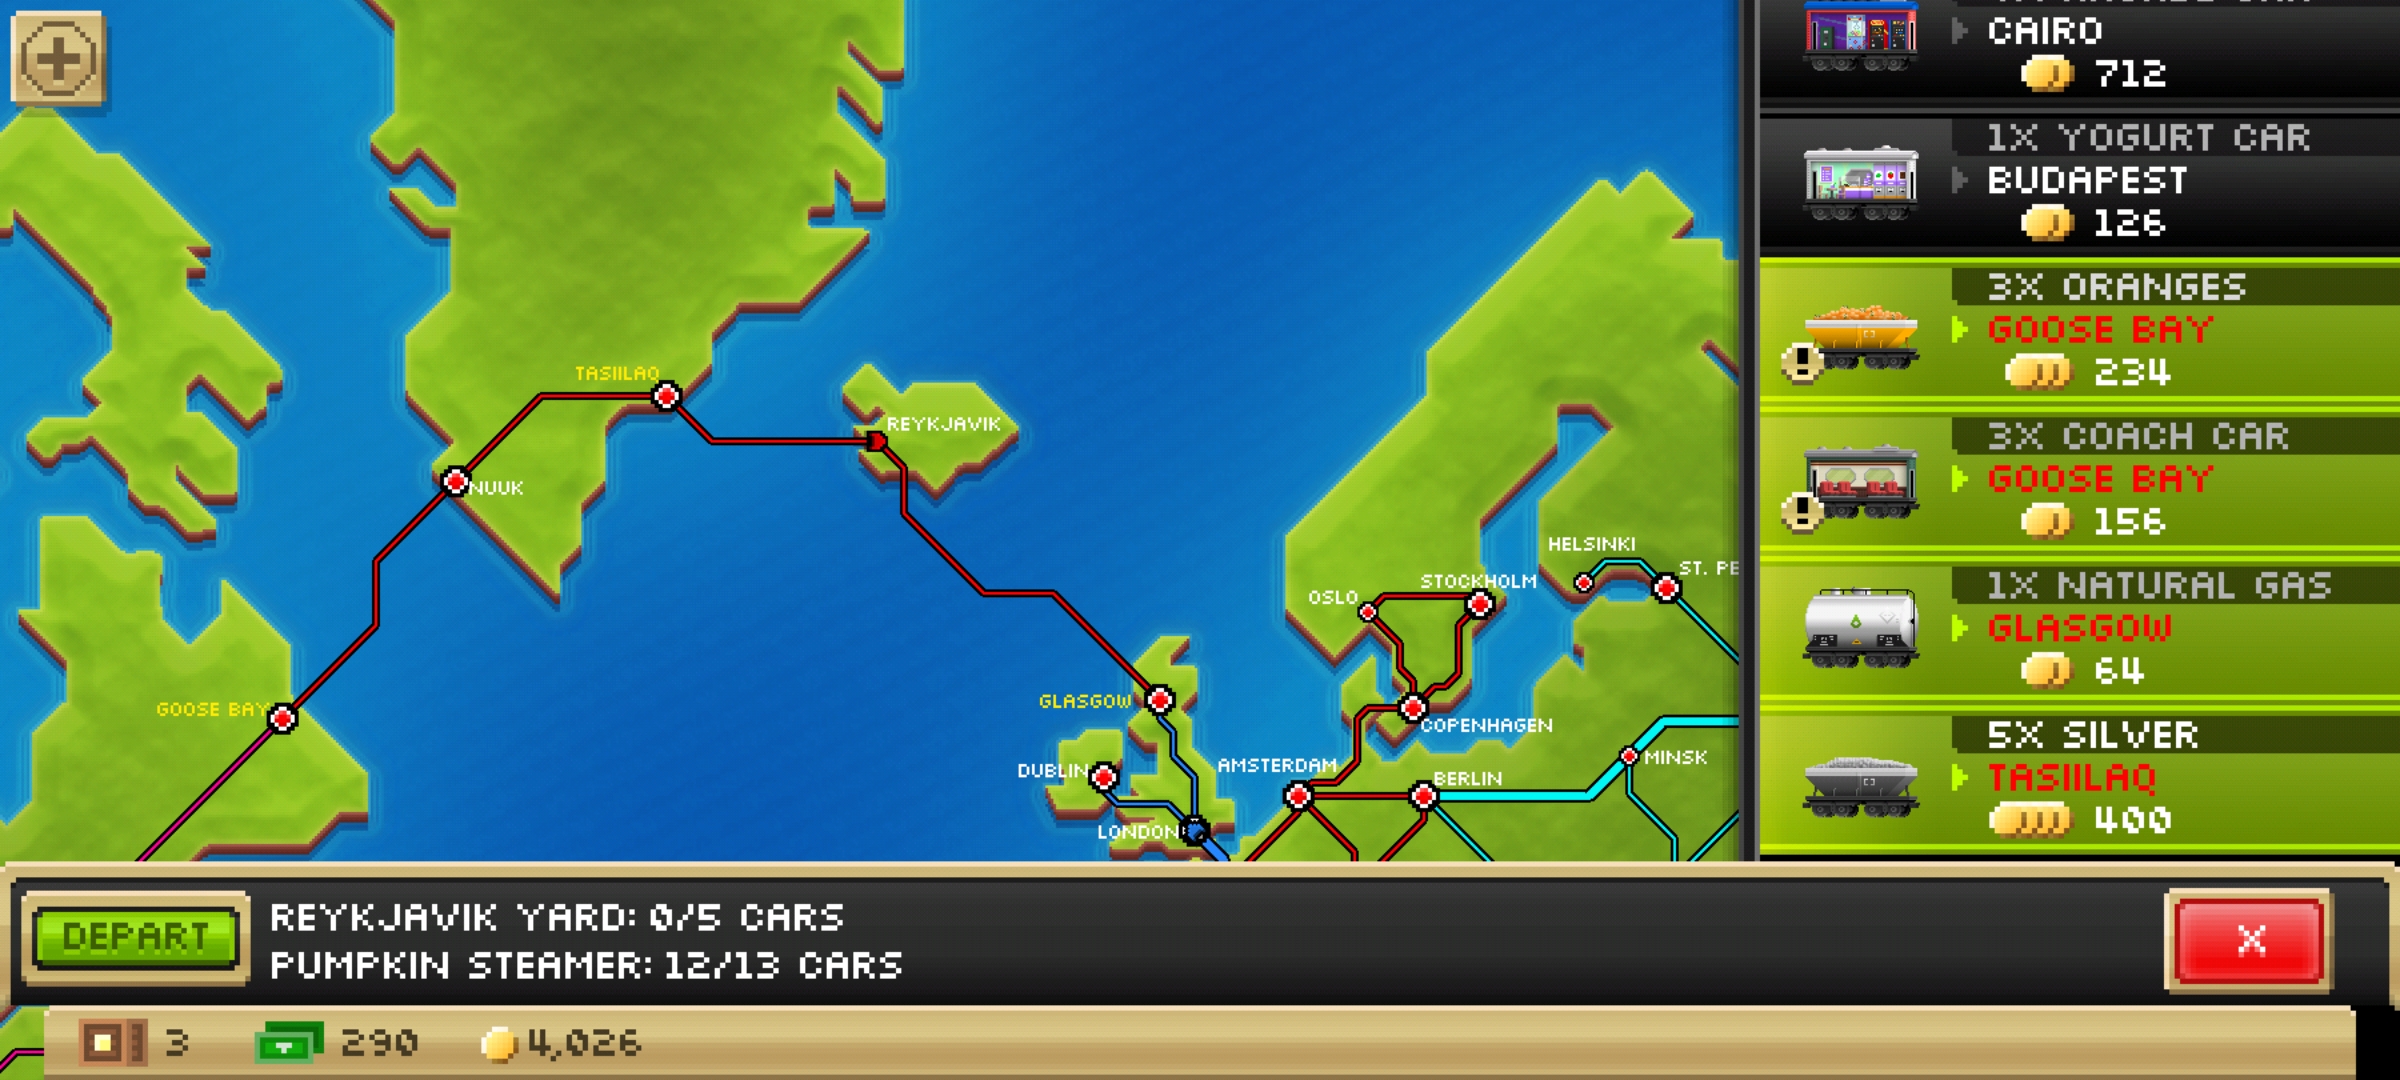 CAIRO
712
1X YOGURT CAR
BUDAPEST
126
3X ORANGES
GOOSE BAY
234
3X COACH CAR
GOOSE BAY
156
1X NATURAL GAS
GLASGOW
64
5X SILVER
TASIILAQ
400
TASIILAQ
REYKJAVIK
NUUK
HELSINKI
ST. PE
STOCKHOLM
OSLO
GOOSE BAY
GLASGOW
COPENHAGEN
DUBLIN
AMSTERDAM
BERLIN
MINSK
LONDON
DEPART
REYKJAVIK YARD: 0/5 CARS
PUMPKIN STEAMER: 12/13 CARS
X
3
290
4,026